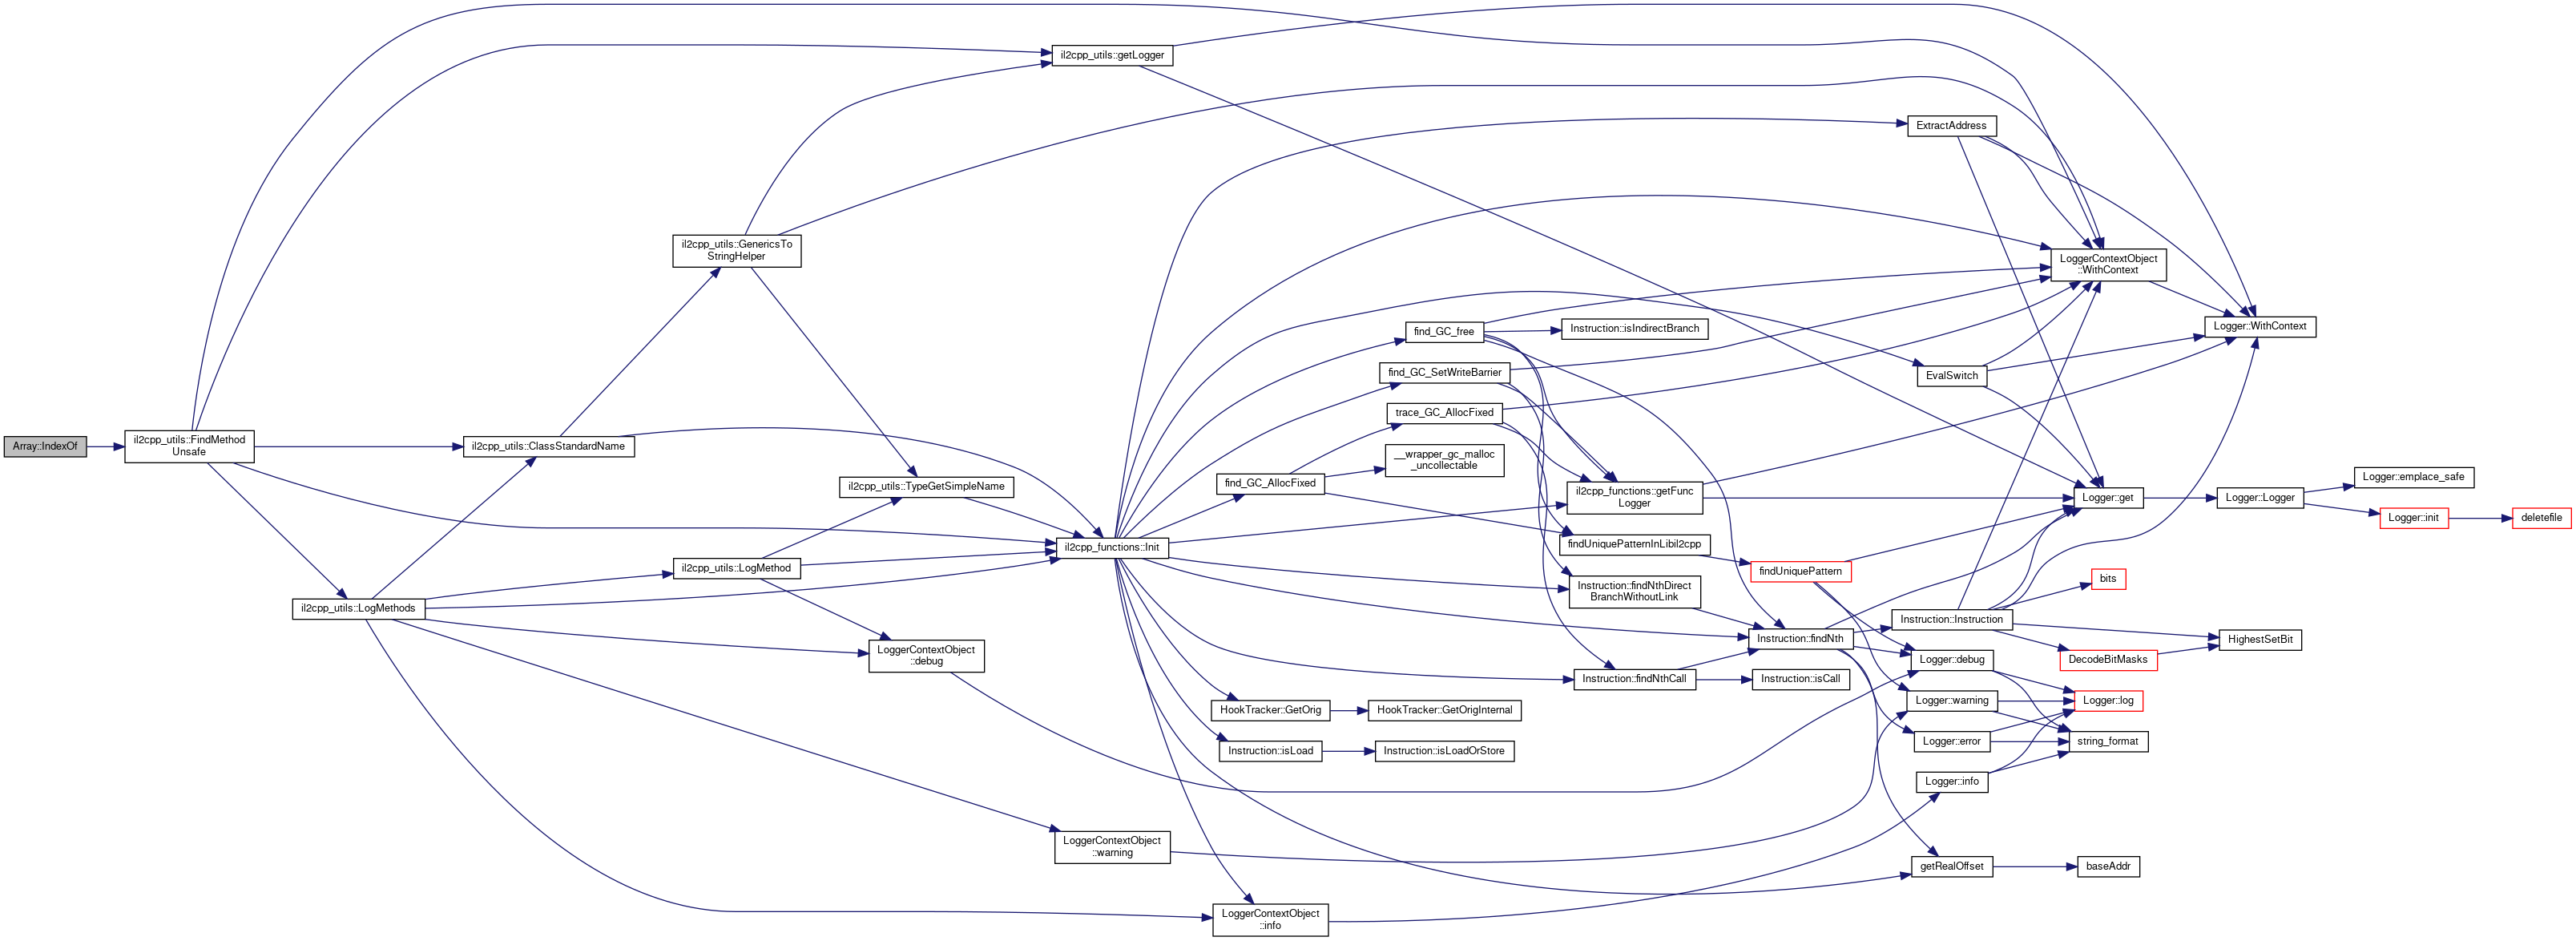 Array::IndexOf
il2cpp_utils::FindMethod
Unsafe
il2cpp_utils::LogMethods
il2cpp_utils::ClassStandardName
il2cpp_utils::GenericsTo
StringHelper
il2cpp_utils::LogMethod
il2cpp_utils::TypeGetSimpleName
LoggerContextObject
::debug
il2cpp_utils::getLogger
il2cpp_functions::Init
LoggerContextObject
::warning
LoggerContextObject
::info
find_GC_AllocFixed
HookTracker::GetOrig
Instruction::isLoad
find_GC_free
find_GC_SetWriteBarrier
trace_GC_AllocFixed
__wrapper_gc_malloc
_uncollectable
HookTracker::GetOrigInternal
Instruction::isLoadOrStore
Instruction::isIndirectBranch
il2cpp_functions::getFunc
Logger
findUniquePatternInLibil2cpp
Instruction::findNthDirect
BranchWithoutLink
Instruction::findNthCall
findUniquePattern
Instruction::findNth
Instruction::isCall
ExtractAddress
EvalSwitch
Instruction::Instruction
Logger::debug
Logger::warning
Logger::error
Logger::info
getRealOffset
LoggerContextObject
::WithContext
Logger::get
bits
DecodeBitMasks
Logger::log
string_format
baseAddr
Logger::WithContext
Logger::Logger
HighestSetBit
Logger::emplace_safe
Logger::init
deletefile